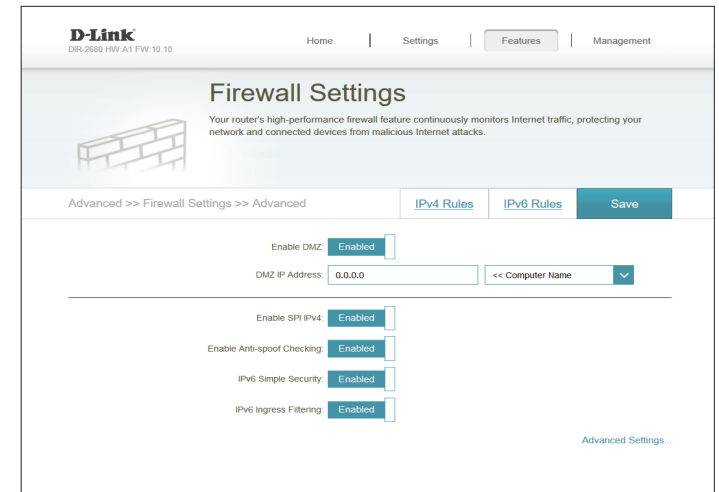 D-Link
DIR-2680 HW:A1 FW:10.10
Home Settings Features Management
Firewall Settings
Your router's high-performance firewall feature continuously monitors Internet traffic, protecting your
network and connected devices from malicious Internet attacks.
Advanced >> Firewall Settings >> Advanced IPv4 Rules IPv6 Rules Save
Enable DMZ: Enabled
DMZ IP Address: 0.0.0.0 << Computer Name
Enable SPI IPv4: Enabled
Enable Anti-spoof Checking: Enabled
IPv6 Simple Security: Enabled
IPv6 Ingress Filtering: Enabled
Advanced Settings...